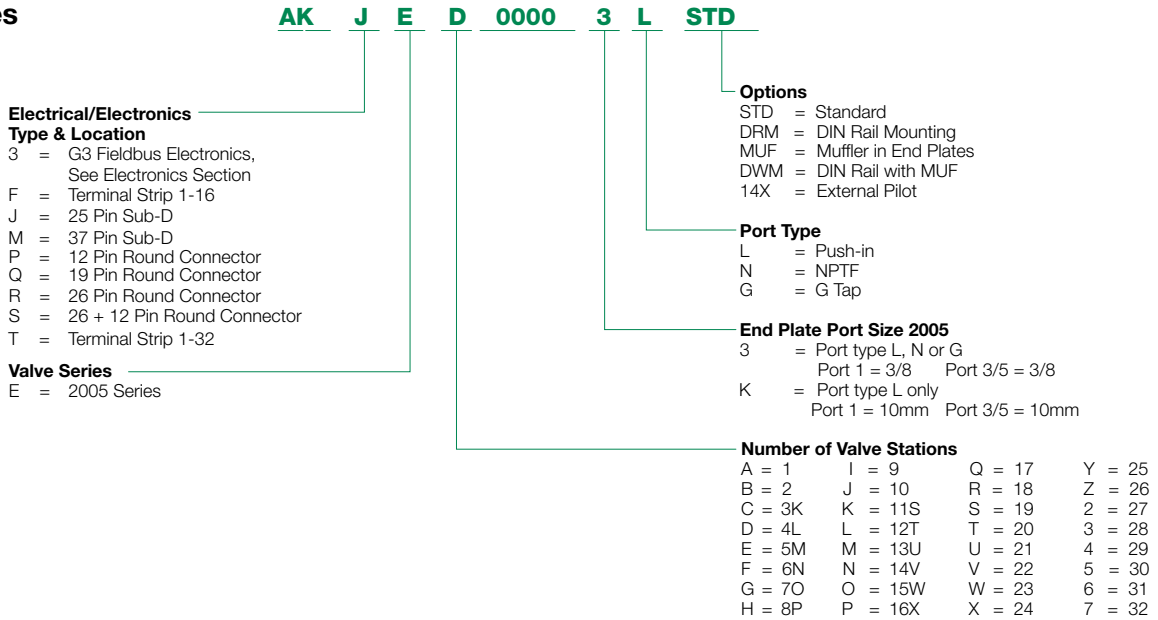 es
AK J E D 0000 3 L STD
Electrical/Electronics
Type & Location
3 = G3 Fieldbus Electronics,
See Electronics Section
F = Terminal Strip 1-16
J = 25 Pin Sub-D
M = 37 Pin Sub-D
P = 12 Pin Round Connector
Q = 19 Pin Round Connector
R = 26 Pin Round Connector
S = 26 + 12 Pin Round Connector
T = Terminal Strip 1-32
Valve Series
E = 2005 Series
Options
STD = Standard
DRM = DIN Rail Mounting
MUF = Muffler in End Plates
DWM = DIN Rail with MUF
14X = External Pilot
Port Type
L = Push-in
N = NPTF
G = G Tap
End Plate Port Size 2005
3 = Port type L, N or G
Port 1 = 3/8 Port 3/5 = 3/8
K = Port type L only
Port 1 = 10mm Port 3/5 = 10mm
Number of Valve Stations
A = 1 I = 9 Q = 17 Y = 25
B = 2 J = 10 R = 18 Z = 26
C = 3K K = 11S S = 19 2 = 27
D = 4L L = 12T T = 20 3 = 28
E = 5M M = 13U U = 21 4 = 29
F = 6N N = 14V V = 22 5 = 30
G = 7O O = 15W W = 23 6 = 31
H = 8P P = 16X X = 24 7 = 32